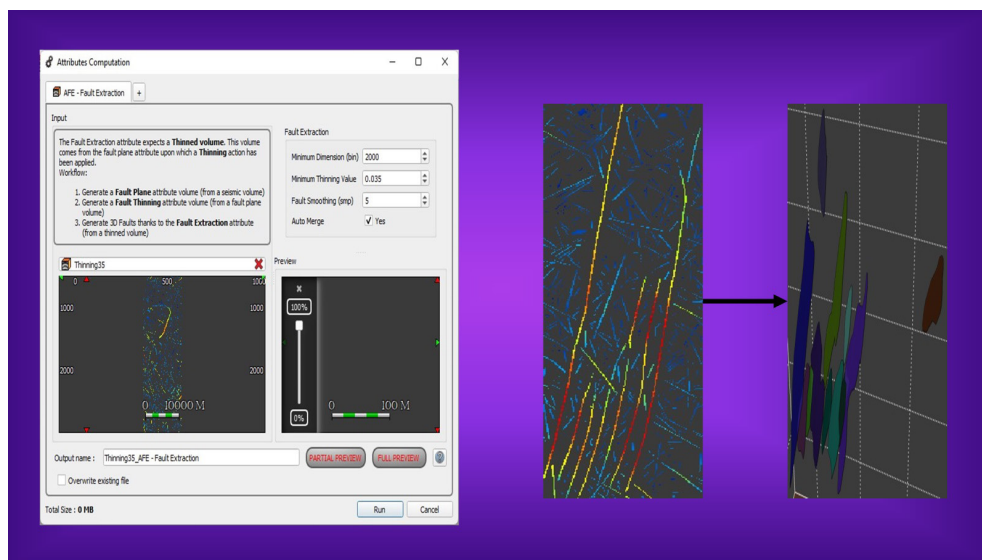 Attributes Computation
AFE - Fault Extraction +
Input
The Fault Extraction attribute expects a Thinned volume. This volume
comes from the fault plane attribute upon which a Thinning action has
been applied.
Workflow:
1. Generate a Fault Plane attribute volume (from a seismic volume)
2. Generate a Fault Thinning attribute volume (from a fault plane
volume)
3. Generate 3D Faults thanks to the Fault Extraction attribute
(from a thinned volume)
Fault Extraction
Minimum Dimension (bin) 2000
Minimum Thinning Value 0.035
Fault Smoothing (smp) 5
Auto Merge Yes
Thinning35
0 500 1000
1000 1000
2000 2000
0 10000 M
Preview
100%
0%
0 100 M
Output name : Thinning35_AFE - Fault Extraction
PARTIAL PREVIEW FULL PREVIEW
Overwrite existing file
Total Size : 0 MB
Run Cancel